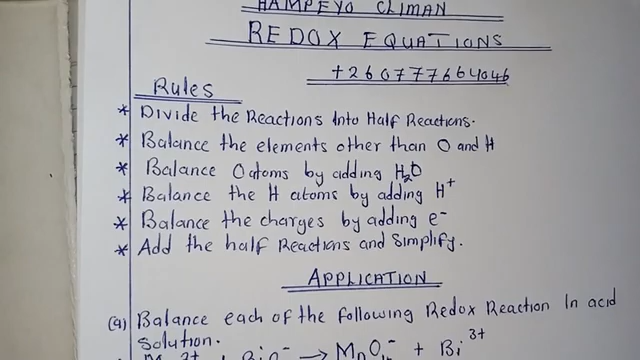 HAMPEYO CLIMAN
REDOX EQUATIONS
+260777664046
Rules
* Divide the Reactions Into Half Reactions.
* Balance the elements other than O and H
* Balance O atoms by adding H₂O
* Balance the H atoms by adding H⁺
* Balance the charges by adding e⁻
* Add the half Reactions and Simplify.
APPLICATION
(a) Balance each of the following Redox Reaction In acid
Solution.
→ MnO₄⁻ + Bi³⁺